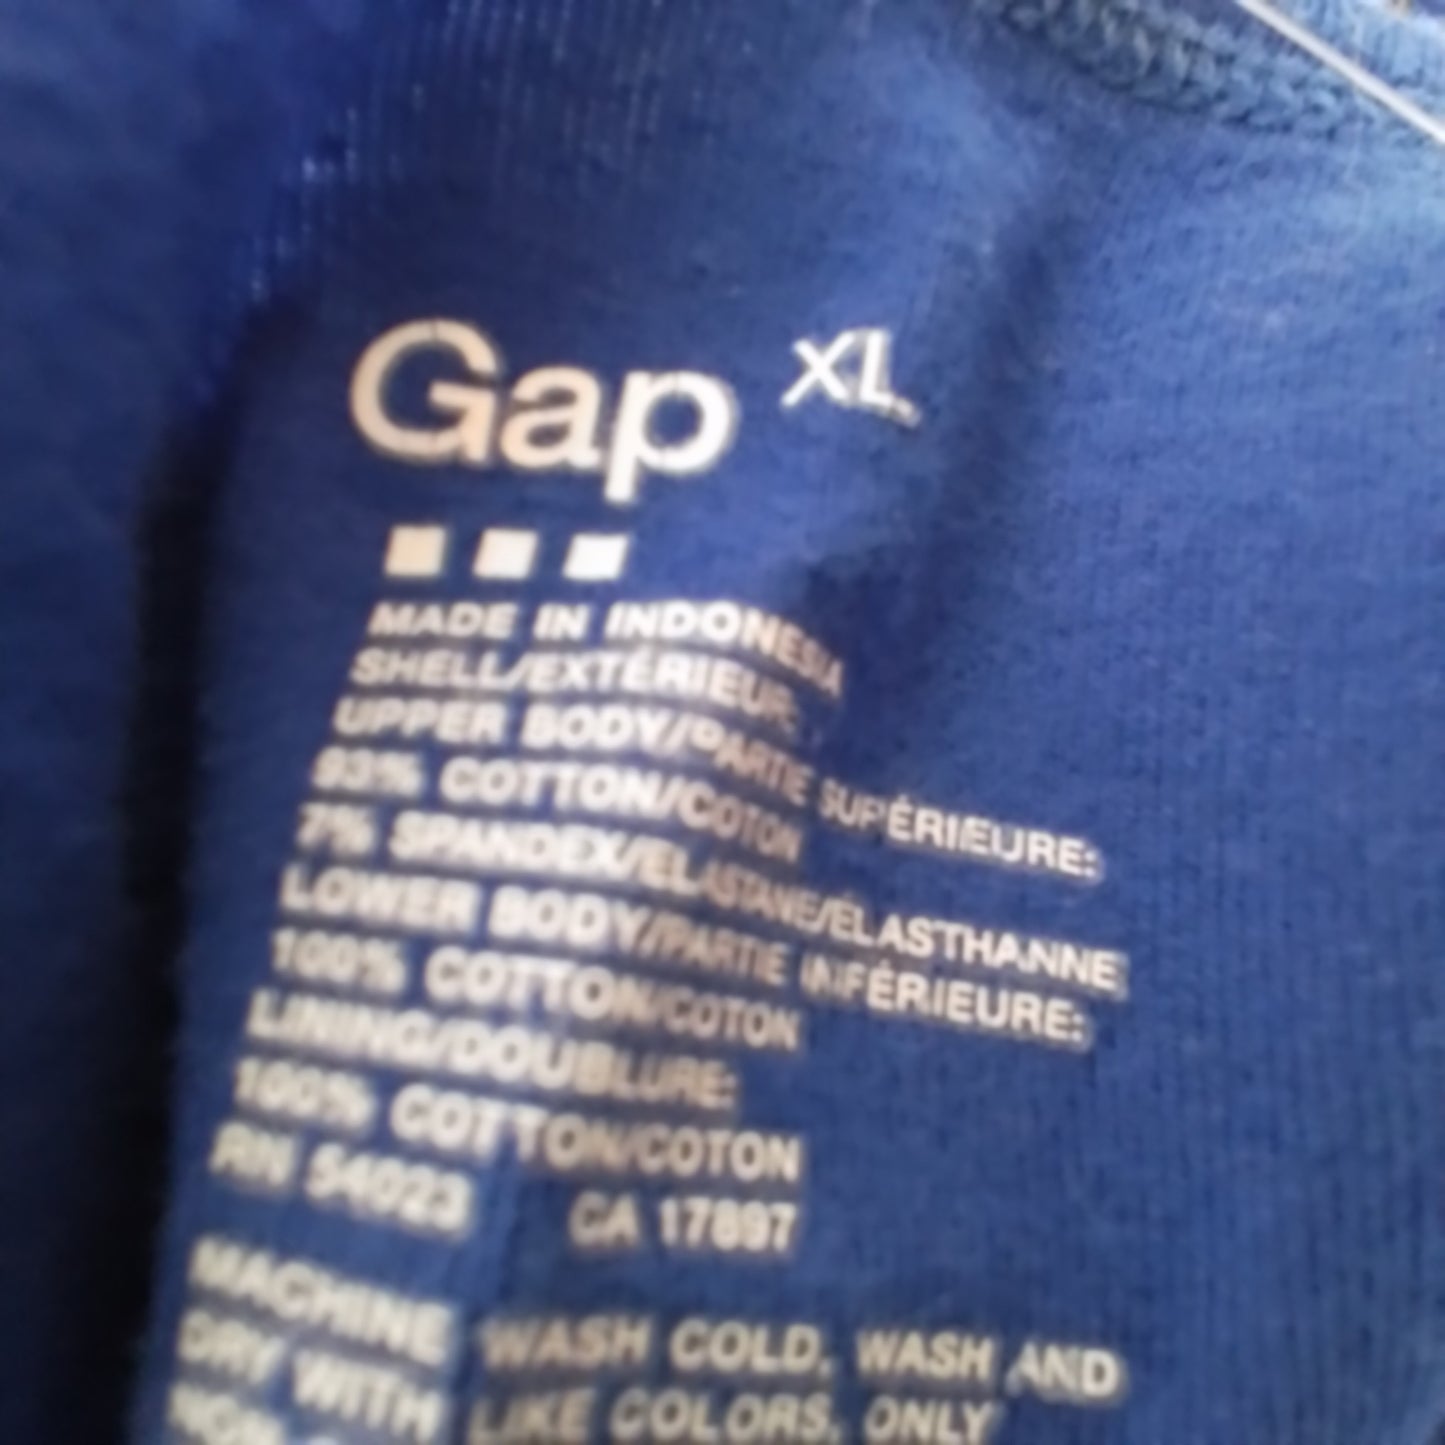 Gap XL
MADE IN INDONESIA
SHELL/EXTÉRIEUR:
UPPER BODY/PARTIE SUPÉRIEURE:
93% COTTON/COTON
7% SPANDEX/ELASTANE/ÉLASTHANNE
LOWER BODY/PARTIE INFÉRIEURE:
100% COTTON/COTON
LINING/DOUBLURE:
100% COTTON/COTON
RN 54023 CA 17897
MACHINE WASH COLD, WASH AND
DRY WITH LIKE COLORS, ONLY